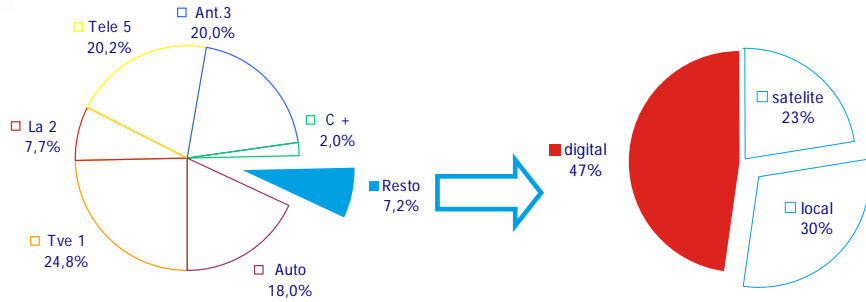 Ant.3
20,0%
Tele 5
20,2%
C +
2,0%
La 2
7,7%
Resto
7,2%
Tve 1
24,8%
Auto
18,0%
satelite
23%
digital
47%
local
30%